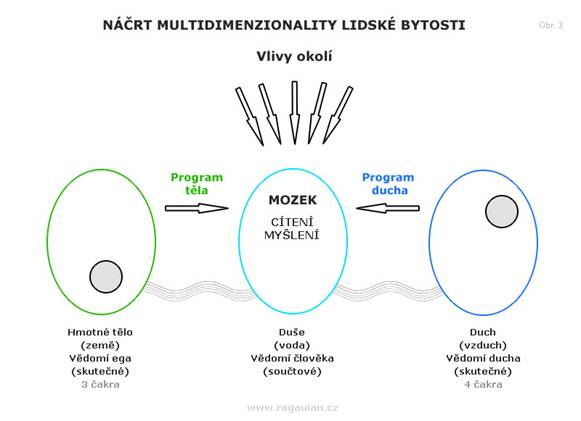 NÁČRT MULTIDIMENZIONALITY LIDSKÉ BYTOSTI
Obr. 3
Vlivy okolí
Program
těla
Program
ducha
MOZEK
CÍTENÍ
MYŠLENÍ
Hmotné tělo
(země)
Vědomí ega
(skutečné)
3 čakra
Duše
(voda)
Vědomí člověka
(součtové)
Duch
(vzduch)
Vědomí ducha
(skutečné)
4 čakra
www.ragauian.cz